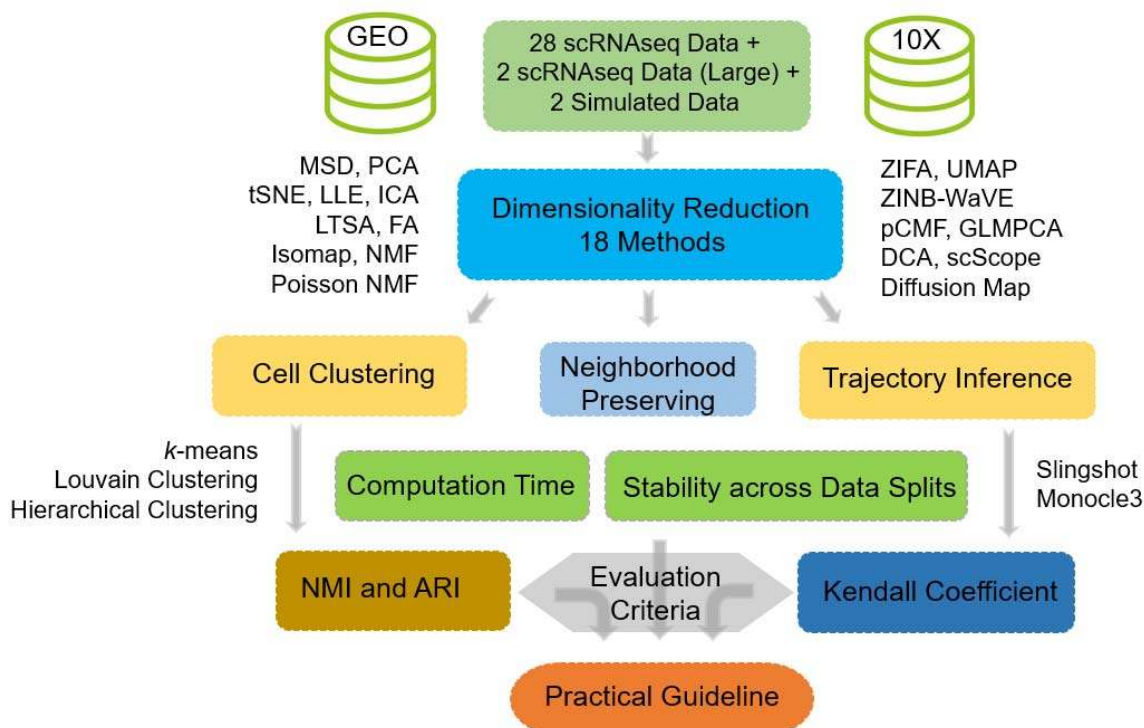 GEO
28 scRNAseq Data +
2 scRNAseq Data (Large) +
2 Simulated Data
10X
MSD, PCA
tSNE, LLE, ICA
LTSA, FA
Isomap, NMF
Poisson NMF
Dimensionality Reduction
18 Methods
ZIFA, UMAP
ZINB-WaVE
pCMF, GLMPCA
DCA, scScope
Diffusion Map
Cell Clustering
Neighborhood
Preserving
Trajectory Inference
k-means
Louvain Clustering
Hierarchical Clustering
Computation Time
Stability across Data Splits
Slingshot
Monocle3
NMI and ARI
Evaluation
Criteria
Kendall Coefficient
Practical Guideline